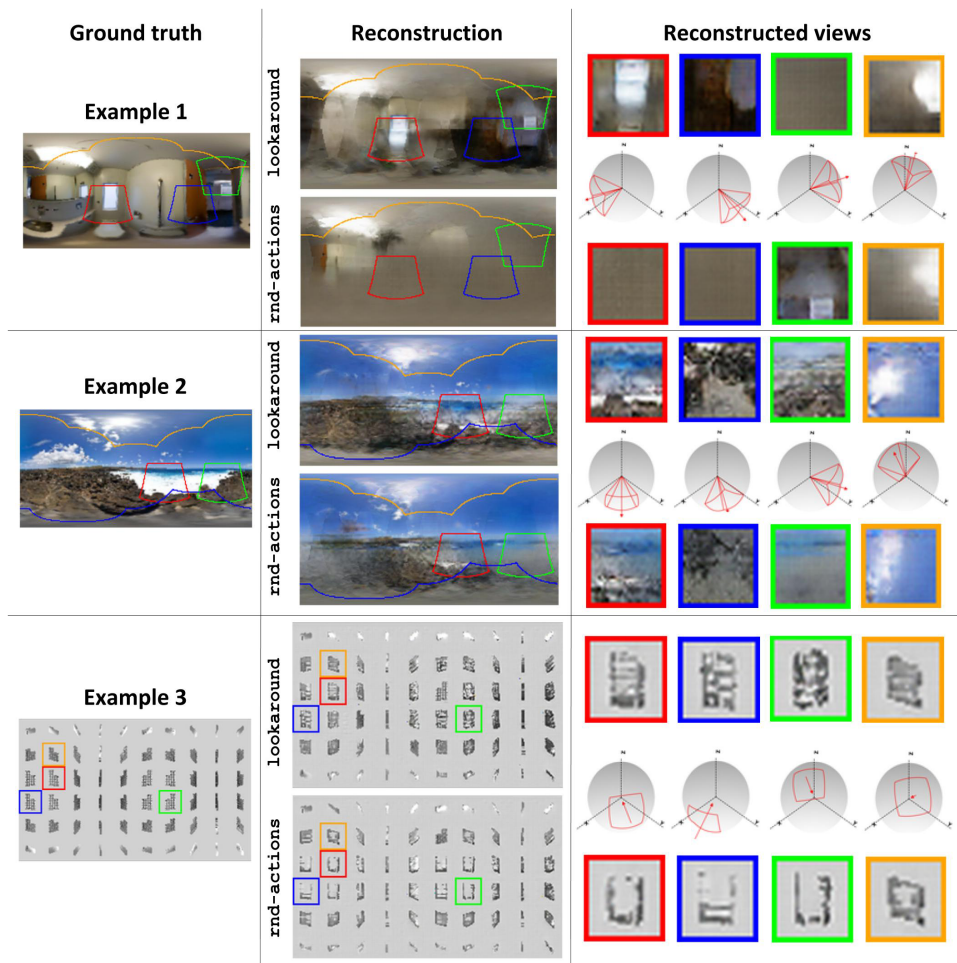 Ground truth
Reconstruction
Reconstructed views
Example 1
lookaround
rnd-actions
Example 2
lookaround
rnd-actions
Example 3
lookaround
rnd-actions